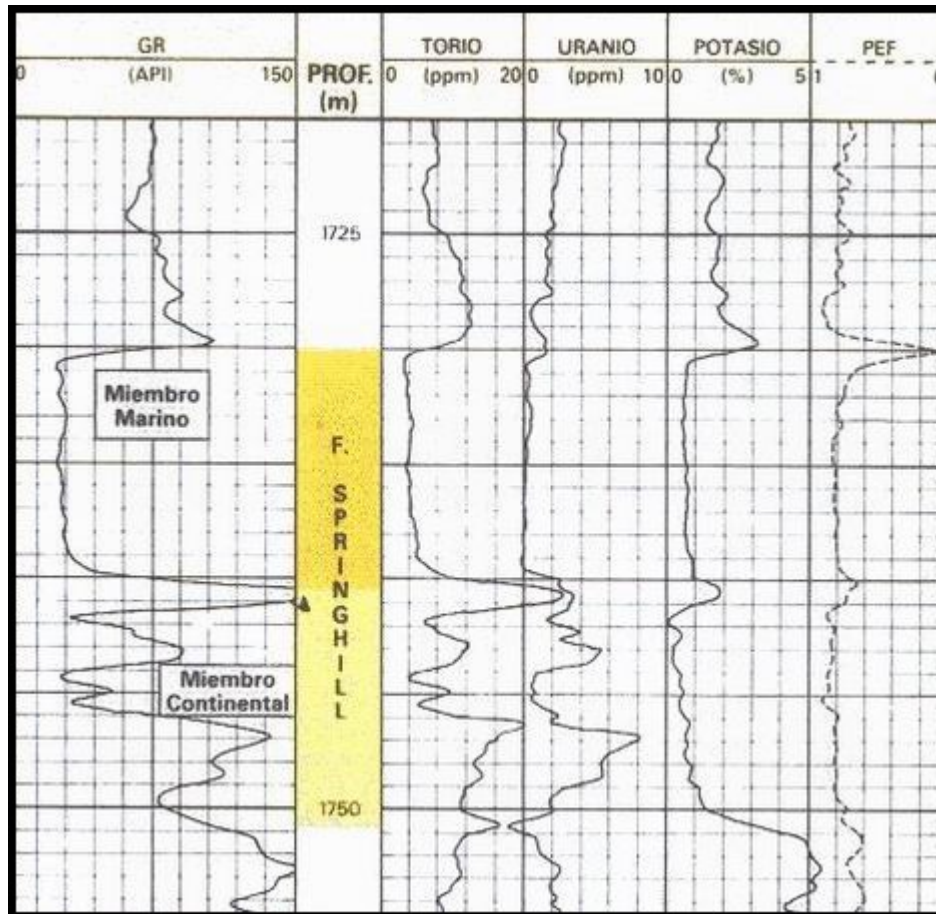 GR
(API)
0 150
PROF.
(m)
TORIO
0 (ppm) 20
URANIO
0 (ppm) 10
POTASIO
0 (%) 5
PEF
1
1725
Miembro
Marino
F. SPRINGHILL
Miembro
Continental
1750